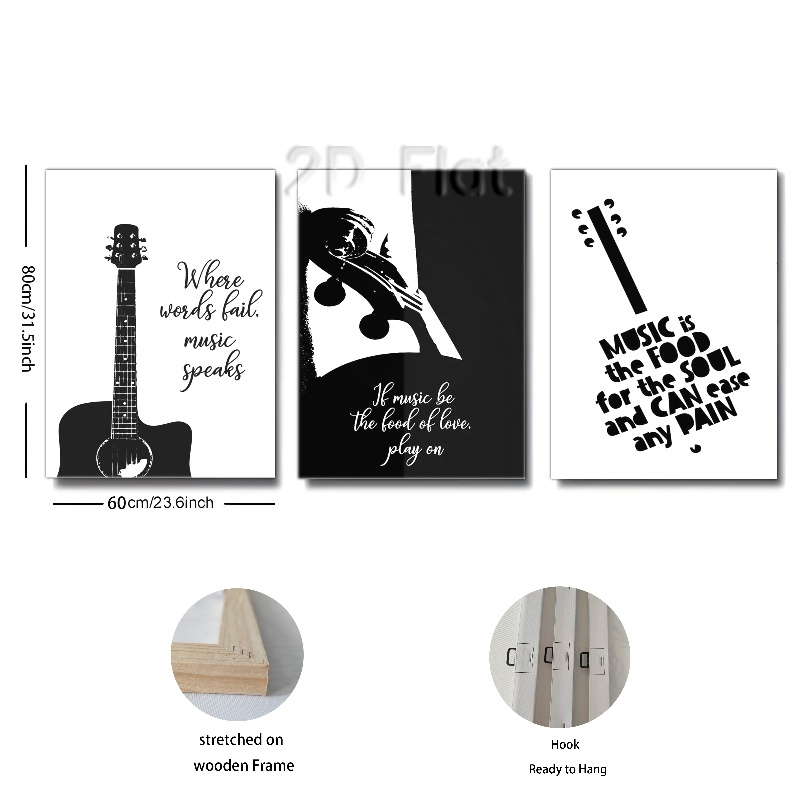 2D Flat
80cm/31.5inch
Where
words fail,
music
speaks
If music be
the food of love,
play on
MUSIC is
the FOOD
for the SOUL
and CAN ease
any PAIN
60cm/23.6inch
stretched on
wooden Frame
Hook
Ready to Hang